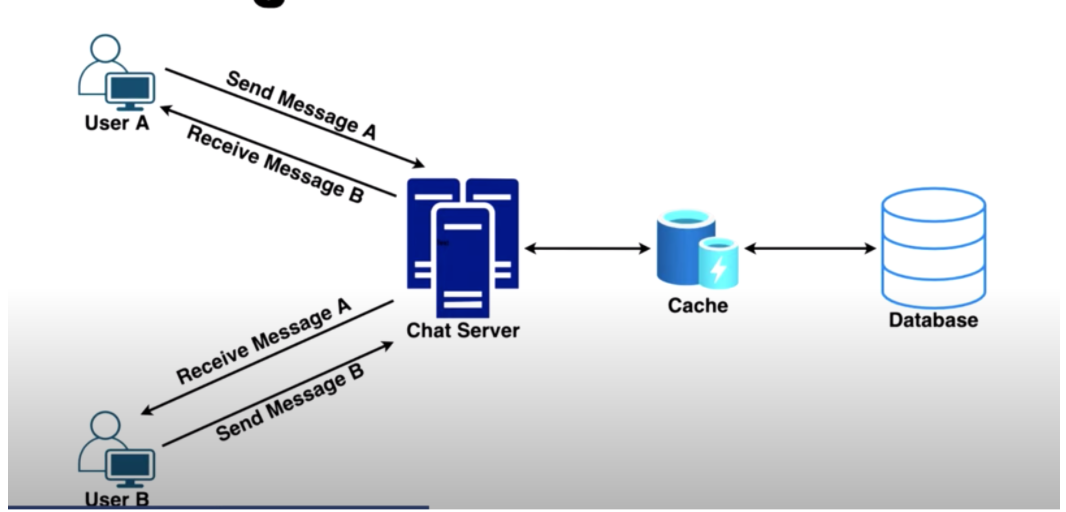 User A
Send Message A
Receive Message B
Chat Server
Cache
Database
Receive Message A
Send Message B
User B